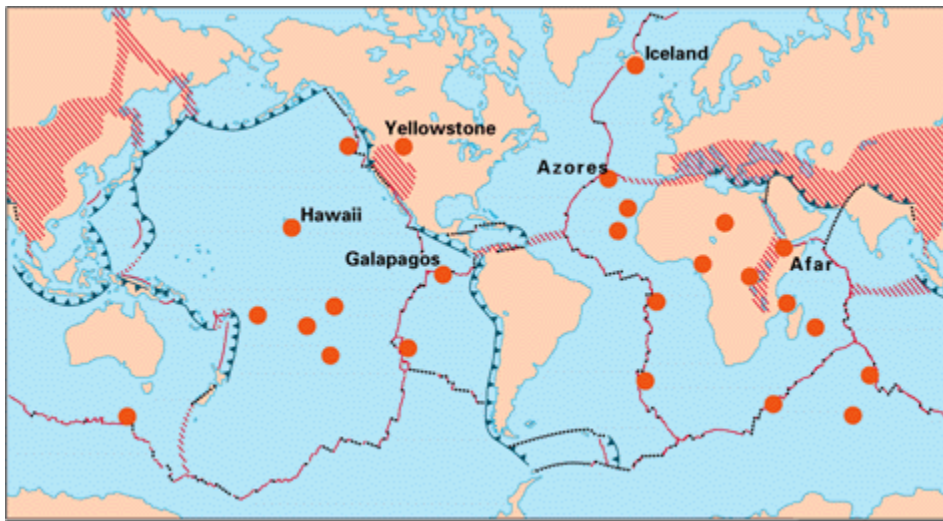 Iceland
Yellowstone
Azores
Hawaii
Galapagos
Afar